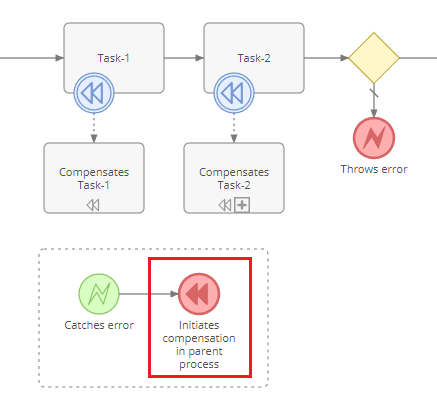 Task-1
Task-2
Compensates
Task-1
Compensates
Task-2
Throws error
Catches error
Initiates
compensation
in parent
process